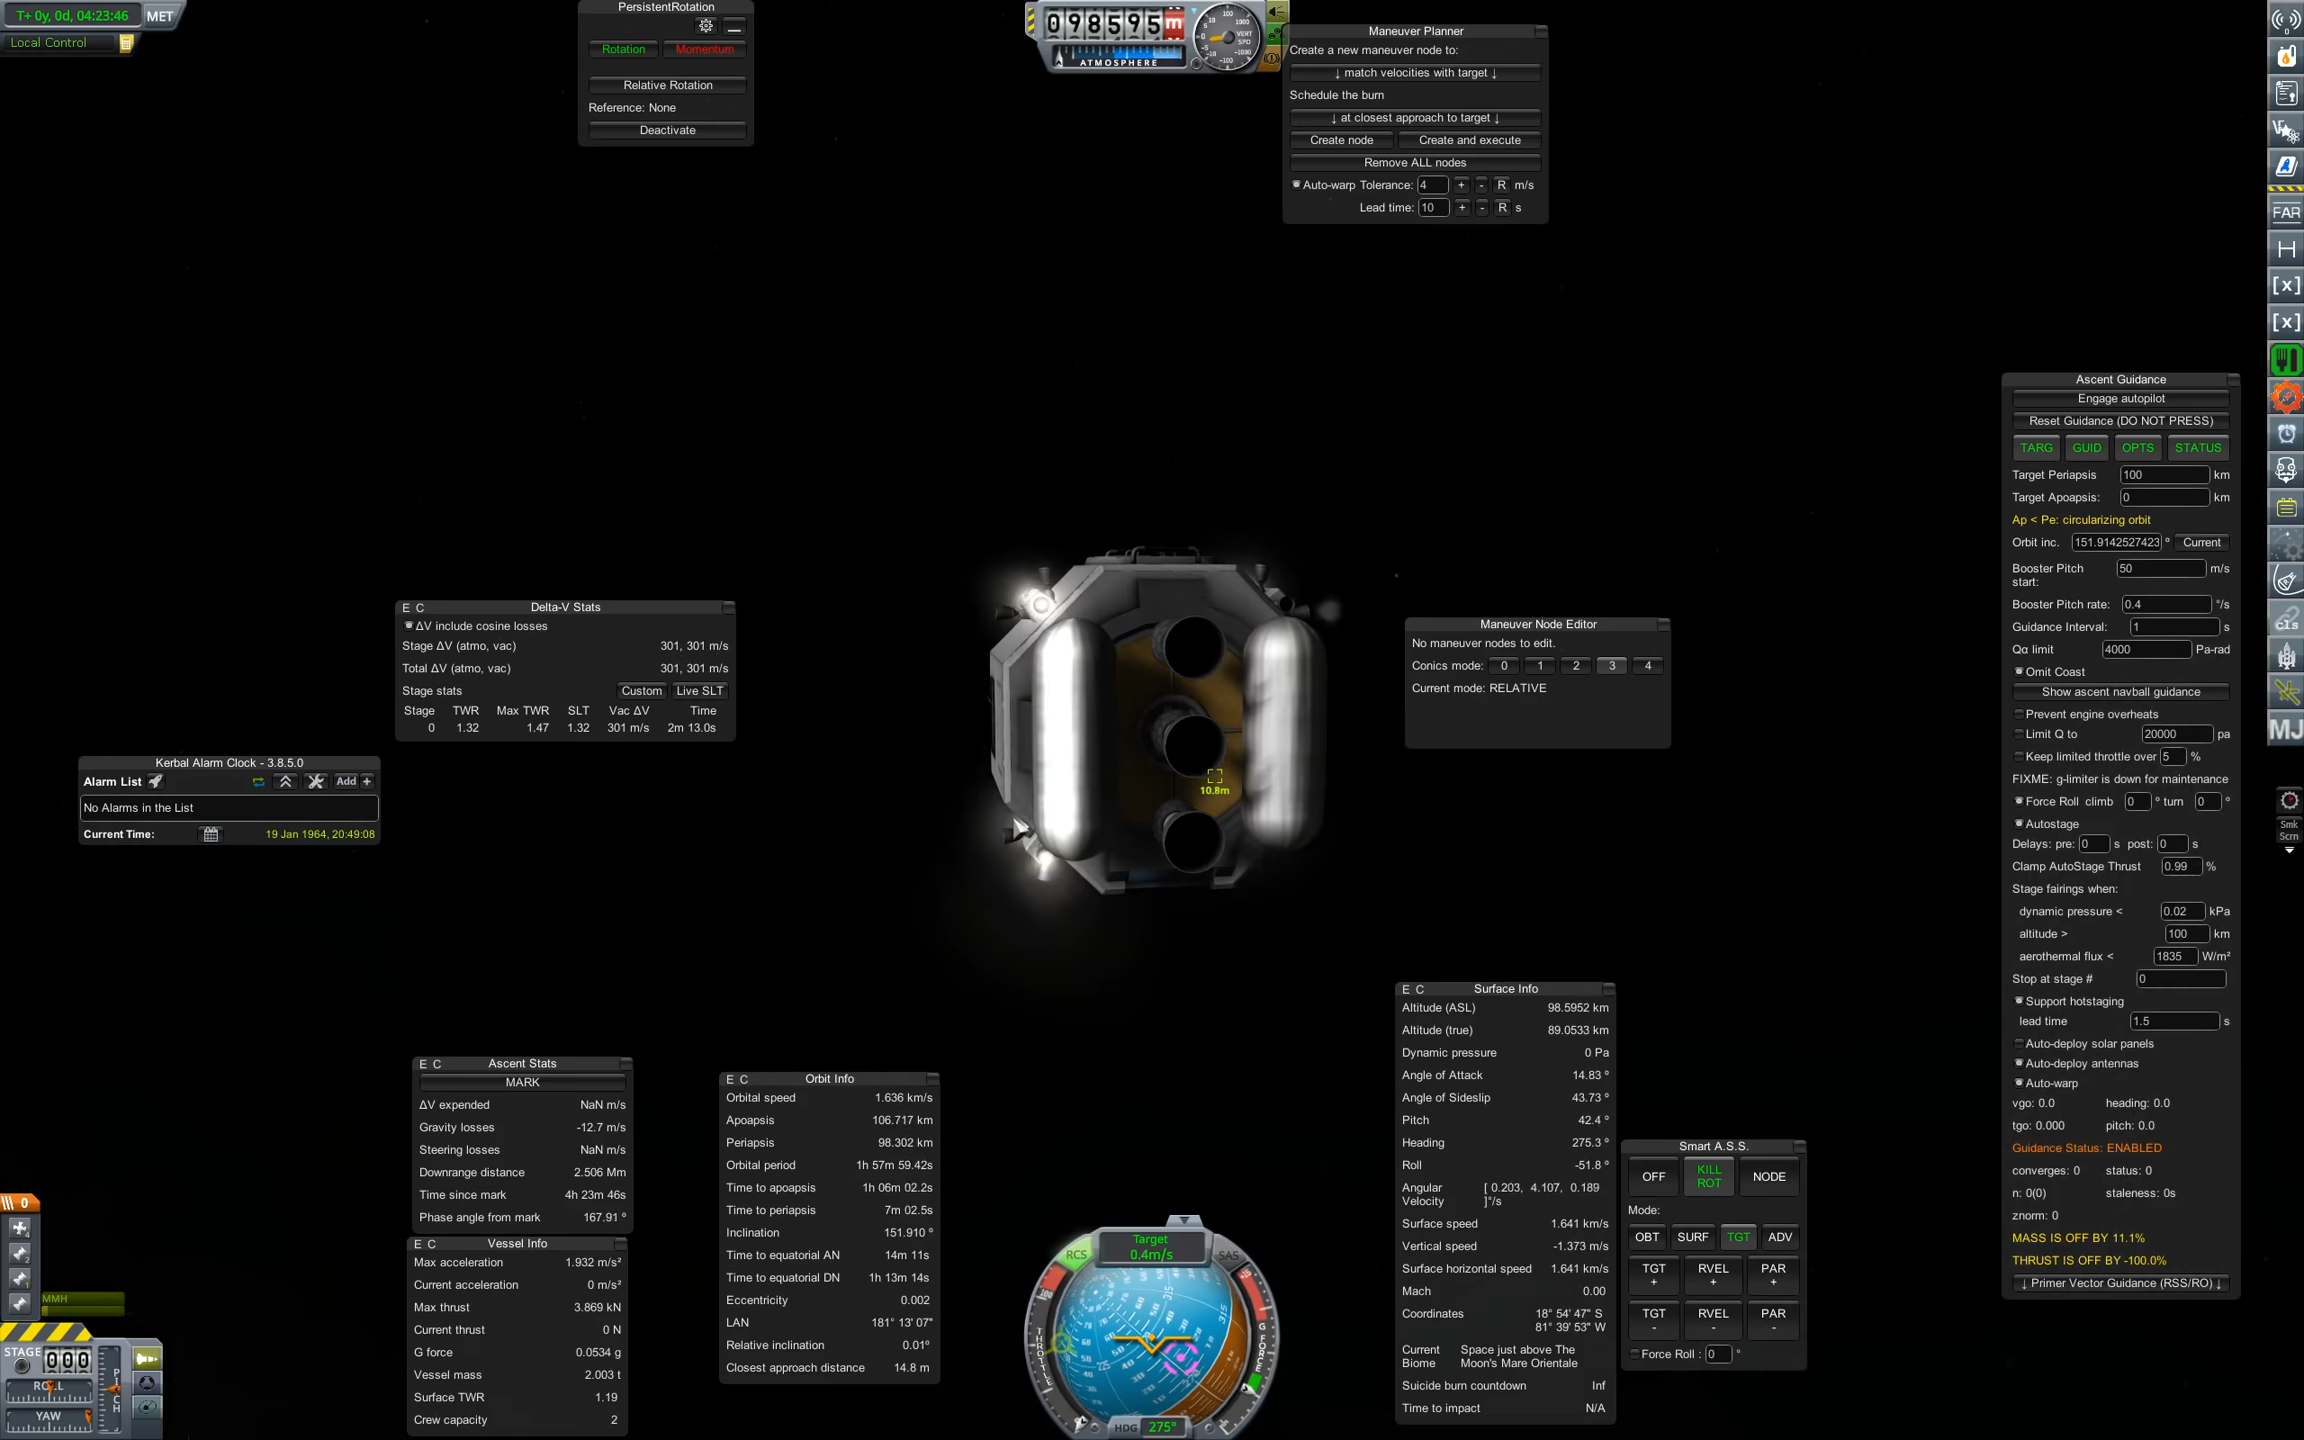 T+ 0y, 0d, 04:23:46 MET
Local Control
PersistentRotation
Rotation Momentum
Relative Rotation
Reference: None
Deactivate
098595m
ATMOSPHERE
VERT SPD
Maneuver Planner
Create a new maneuver node to:
↓ match velocities with target ↓
Schedule the burn
↓ at closest approach to target ↓
Create node Create and execute
Remove ALL nodes
Auto-warp Tolerance: 4 + - R m/s
Lead time: 10 + - R s
FAR
H
[x]
[x]
cls
MJ
Smk Scrn
Ascent Guidance
Engage autopilot
Reset Guidance (DO NOT PRESS)
TARG GUID OPTS STATUS
Target Periapsis 100 km
Target Apoapsis: 0 km
Ap < Pe: circularizing orbit
Orbit inc. 151.9142527423 ° Current
Booster Pitch start: 50 m/s
Booster Pitch rate: 0.4 °/s
Guidance Interval: 1 s
Qα limit 4000 Pa-rad
Omit Coast
Show ascent navball guidance
Prevent engine overheats
Limit Q to 20000 pa
Keep limited throttle over 5 %
FIXME: g-limiter is down for maintenance
Force Roll climb 0 ° turn 0 °
Autostage
Delays: pre: 0 s post: 0 s
Clamp AutoStage Thrust 0.99 %
Stage fairings when:
dynamic pressure < 0.02 kPa
altitude > 100 km
aerothermal flux < 1835 W/m²
Stop at stage # 0
Support hotstaging
lead time 1.5 s
Auto-deploy solar panels
Auto-deploy antennas
Auto-warp
vgo: 0.0 heading: 0.0
tgo: 0.000 pitch: 0.0
Guidance Status: ENABLED
converges: 0 status: 0
n: 0(0) staleness: 0s
znorm: 0
MASS IS OFF BY 11.1%
THRUST IS OFF BY -100.0%
↓ Primer Vector Guidance (RSS/RO) ↓
E C Delta-V Stats
ΔV include cosine losses
Stage ΔV (atmo, vac) 301, 301 m/s
Total ΔV (atmo, vac) 301, 301 m/s
Stage stats Custom Live SLT
Stage TWR Max TWR SLT Vac ΔV Time
0 1.32 1.47 1.32 301 m/s 2m 13.0s
10.8m
Maneuver Node Editor
No maneuver nodes to edit.
Conics mode: 0 1 2 3 4
Current mode: RELATIVE
Kerbal Alarm Clock - 3.8.5.0
Alarm List Add +
No Alarms in the List
Current Time: 19 Jan 1964, 20:49:08
E C Ascent Stats
MARK
ΔV expended NaN m/s
Gravity losses -12.7 m/s
Steering losses NaN m/s
Downrange distance 2.506 Mm
Time since mark 4h 23m 46s
Phase angle from mark 167.91 °
E C Vessel Info
Max acceleration 1.932 m/s²
Current acceleration 0 m/s²
Max thrust 3.869 kN
Current thrust 0 N
G force 0.0534 g
Vessel mass 2.003 t
Surface TWR 1.19
Crew capacity 2
E C Orbit Info
Orbital speed 1.636 km/s
Apoapsis 106.717 km
Periapsis 98.302 km
Orbital period 1h 57m 59.42s
Time to apoapsis 1h 06m 02.2s
Time to periapsis 7m 02.5s
Inclination 151.910 °
Time to equatorial AN 14m 11s
Time to equatorial DN 1h 13m 14s
Eccentricity 0.002
LAN 181° 13' 07"
Relative inclination 0.01°
Closest approach distance 14.8 m
E C Surface Info
Altitude (ASL) 98.5952 km
Altitude (true) 89.0533 km
Dynamic pressure 0 Pa
Angle of Attack 14.83 °
Angle of Sideslip 43.73 °
Pitch 42.4 °
Heading 275.3 °
Roll -51.8 °
Angular Velocity [ 0.203, 4.107, 0.189 ]°/s
Surface speed 1.641 km/s
Vertical speed -1.373 m/s
Surface horizontal speed 1.641 km/s
Mach 0.00
Coordinates 18° 54' 47" S
81° 39' 53" W
Current Biome Space just above The Moon's Mare Orientale
Suicide burn countdown Inf
Time to impact N/A
Smart A.S.S.
OFF KILL ROT NODE
Mode:
OBT SURF TGT ADV
TGT + RVEL + PAR +
TGT - RVEL - PAR -
Force Roll : 0 °
Target
0.4m/s
RCS SAS
THROTTLE
G FORCE
HDG 275°
0
MMH
STAGE 000
ROLL
YAW
PITCH